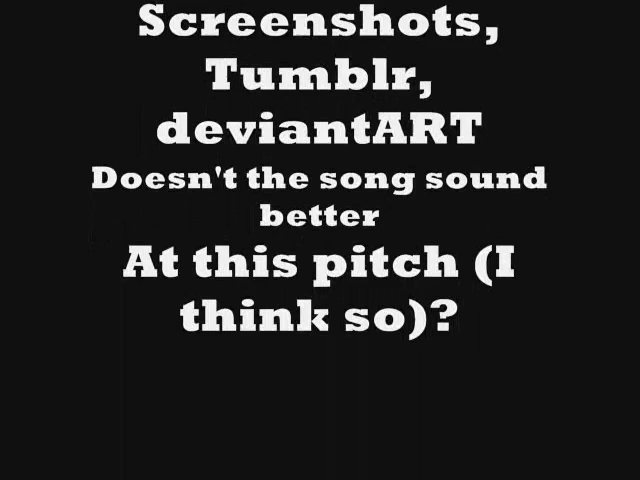 Screenshots,
Tumblr,
deviantART
Doesn't the song sound
better
At this pitch (I
think so)?